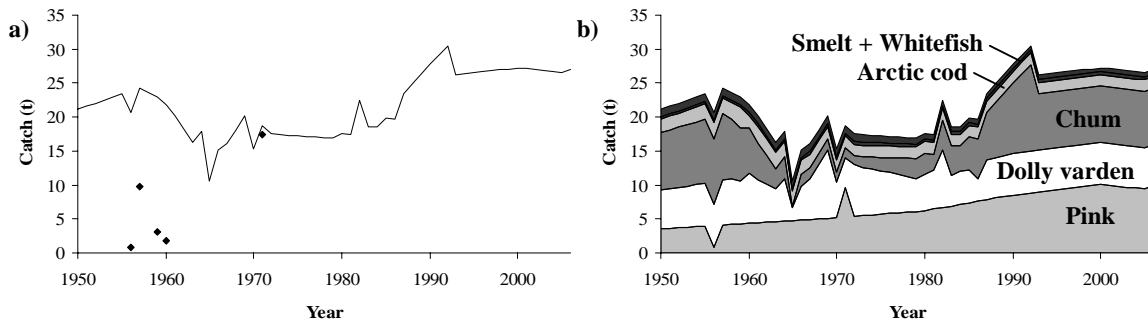 a)
35
30
25
20
15
10
5
0
Catch (t)
1950 1960 1970 1980 1990 2000
Year
b)
35
30
25
20
15
10
5
0
Catch (t)
Smelt + Whitefish
Arctic cod
Chum
Dolly varden
Pink
1950 1960 1970 1980 1990 2000
Year